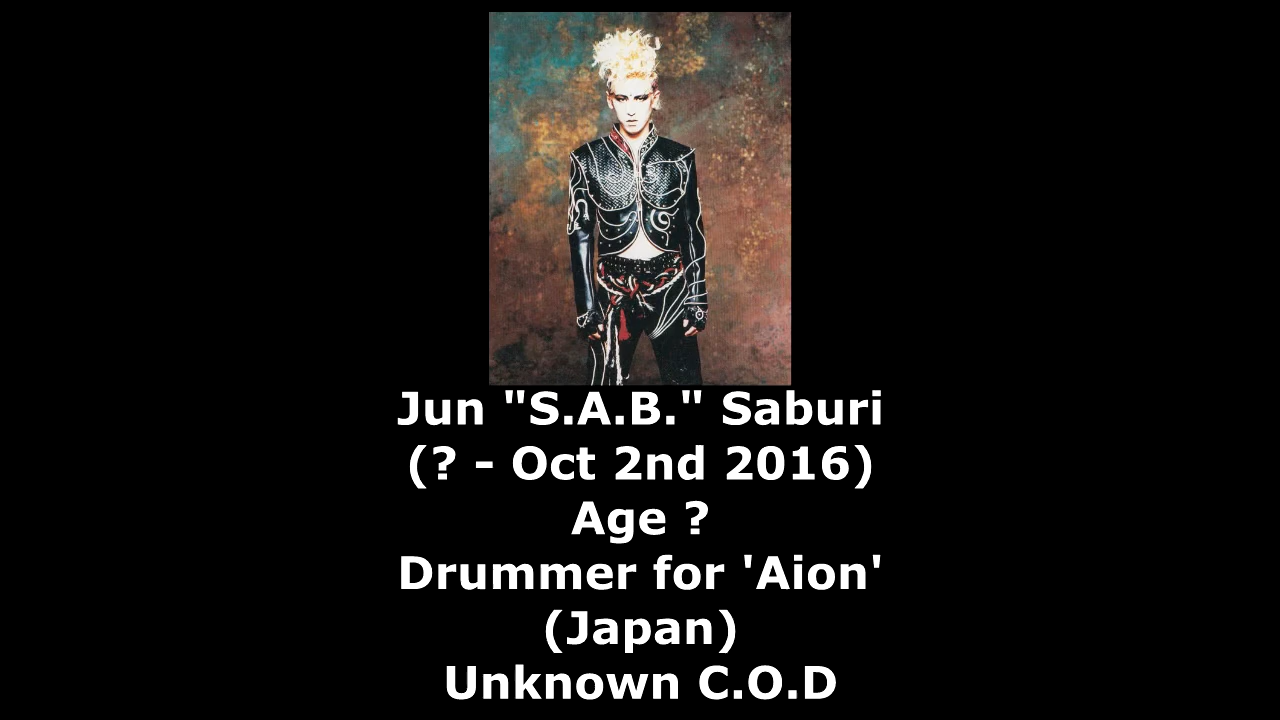 Jun "S.A.B." Saburi
(? - Oct 2nd 2016)
Age ?
Drummer for 'Aion'
(Japan)
Unknown C.O.D